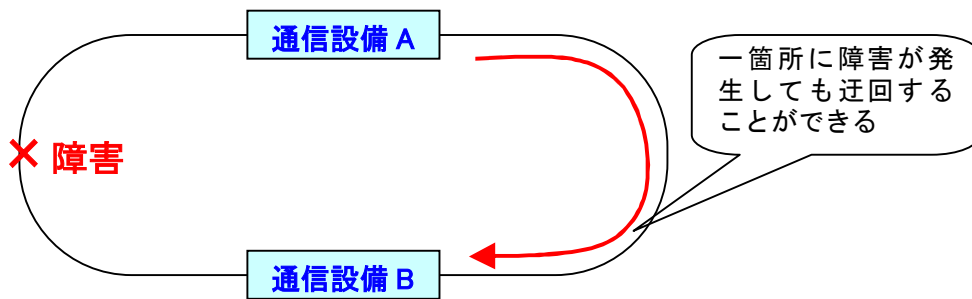 通信設備 A
一箇所に障害が発
生しても迂回する
ことができる
× 障害
通信設備 B